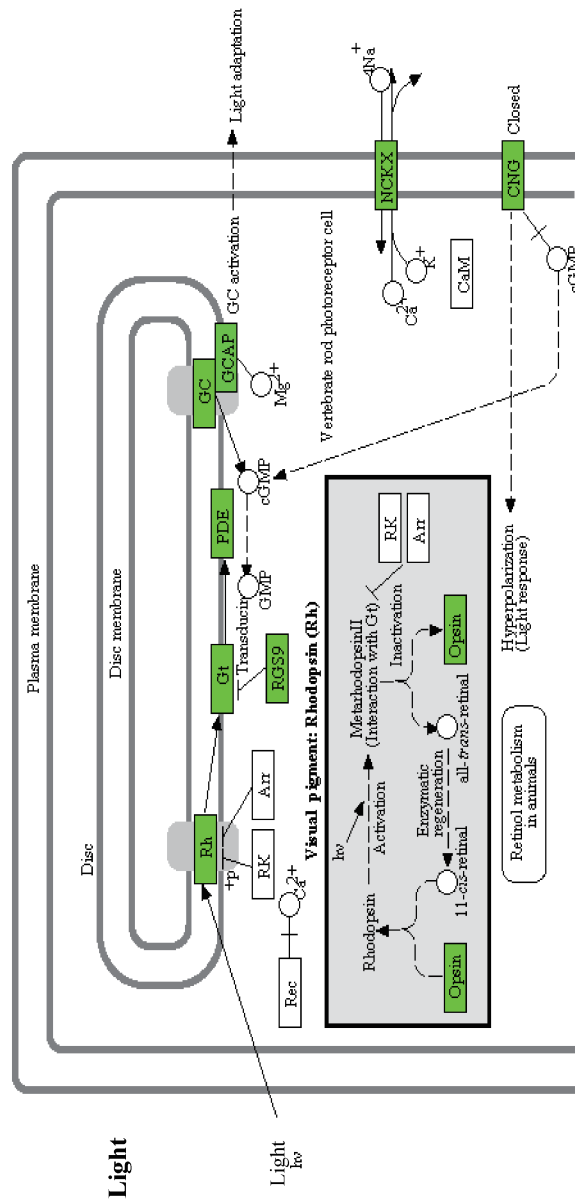 Light
Plasma membrane
Disc
Disc membrane
Light
hν
Rh
+p
RK
Arr
Rec
Ca2+
Gt
Transducin
RGS9
PDE
GMP
cGMP
GC
GCAP
Mg2+
GC activation
Light adaptation
Vertebrate rod photoreceptor cell
Visual pigment: Rhodopsin (Rh)
Rhodopsin
hν
Activation
MetarhodopsinII
(Interaction with Gt)
RK
Arr
Inactivation
Opsin
11-cis-retinal
Enzymatic
regeneration
all-trans-retinal
Opsin
NCKX
4Na+
Ca2+
K+
CaM
CNG
Closed
cGMP
Hyperpolarization
(Light response)
Retinol metabolism
in animals